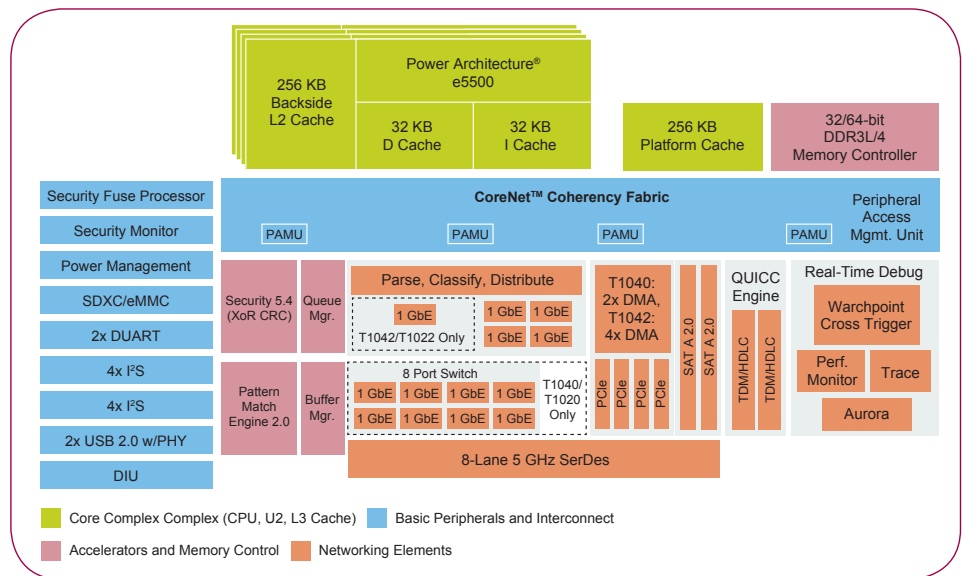 Power Architecture®
e5500
256 KB
Backside
L2 Cache
32 KB
D Cache
32 KB
I Cache
256 KB
Platform Cache
32/64-bit
DDR3L/4
Memory Controller
Security Fuse Processor
Security Monitor
Power Management
SDXC/eMMC
2x DUART
4x I²S
4x I²S
2x USB 2.0 w/PHY
DIU
CoreNet™ Coherency Fabric
PAMU
PAMU
PAMU
PAMU
Peripheral
Access
Mgmt. Unit
Security 5.4
(XoR CRC)
Queue
Mgr.
Pattern
Match
Engine 2.0
Buffer
Mgr.
Parse, Classify, Distribute
1 GbE
T1042/T1022 Only
1 GbE
1 GbE
1 GbE
1 GbE
8 Port Switch
1 GbE
1 GbE
1 GbE
1 GbE
1 GbE
1 GbE
1 GbE
1 GbE
T1040/
T1020
Only
T1040:
2x DMA,
T1042:
4x DMA
PCIe
PCIe
PCIe
PCIe
SAT A 2.0
SAT A 2.0
QUICC
Engine
TDM/HDLC
TDM/HDLC
Real-Time Debug
Warchpoint
Cross Trigger
Perf.
Monitor
Trace
Aurora
8-Lane 5 GHz SerDes
Core Complex Complex (CPU, U2, L3 Cache)
Basic Peripherals and Interconnect
Accelerators and Memory Control
Networking Elements